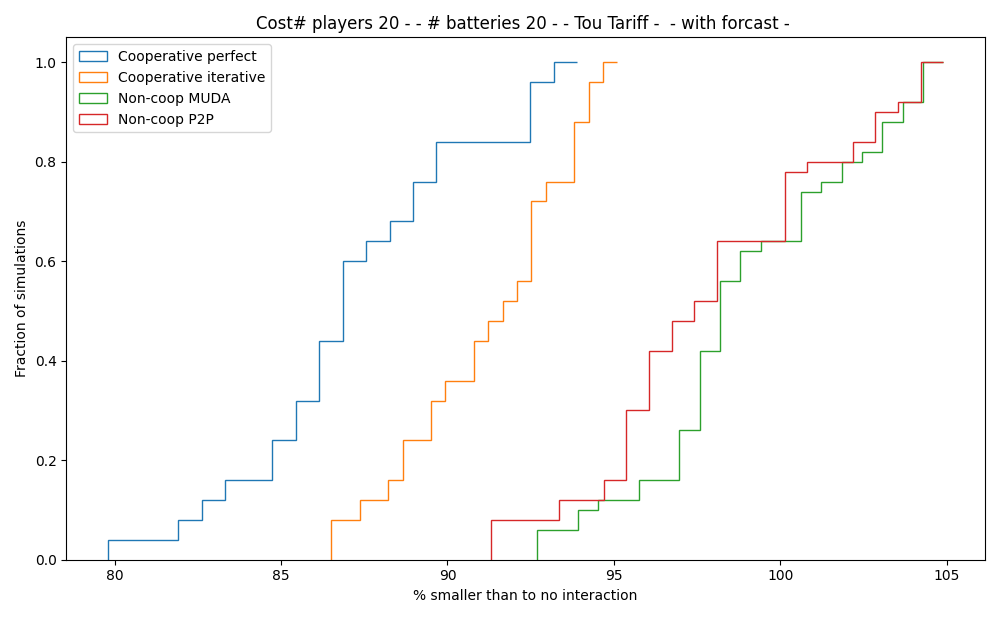 Cost# players 20 - - # batteries 20 - - Tou Tariff -  - with forcast -
Cooperative perfect
Cooperative iterative
Non-coop MUDA
Non-coop P2P
Fraction of simulations
1.0
0.8
0.6
0.4
0.2
0.0
80 85 90 95 100 105
% smaller than to no interaction